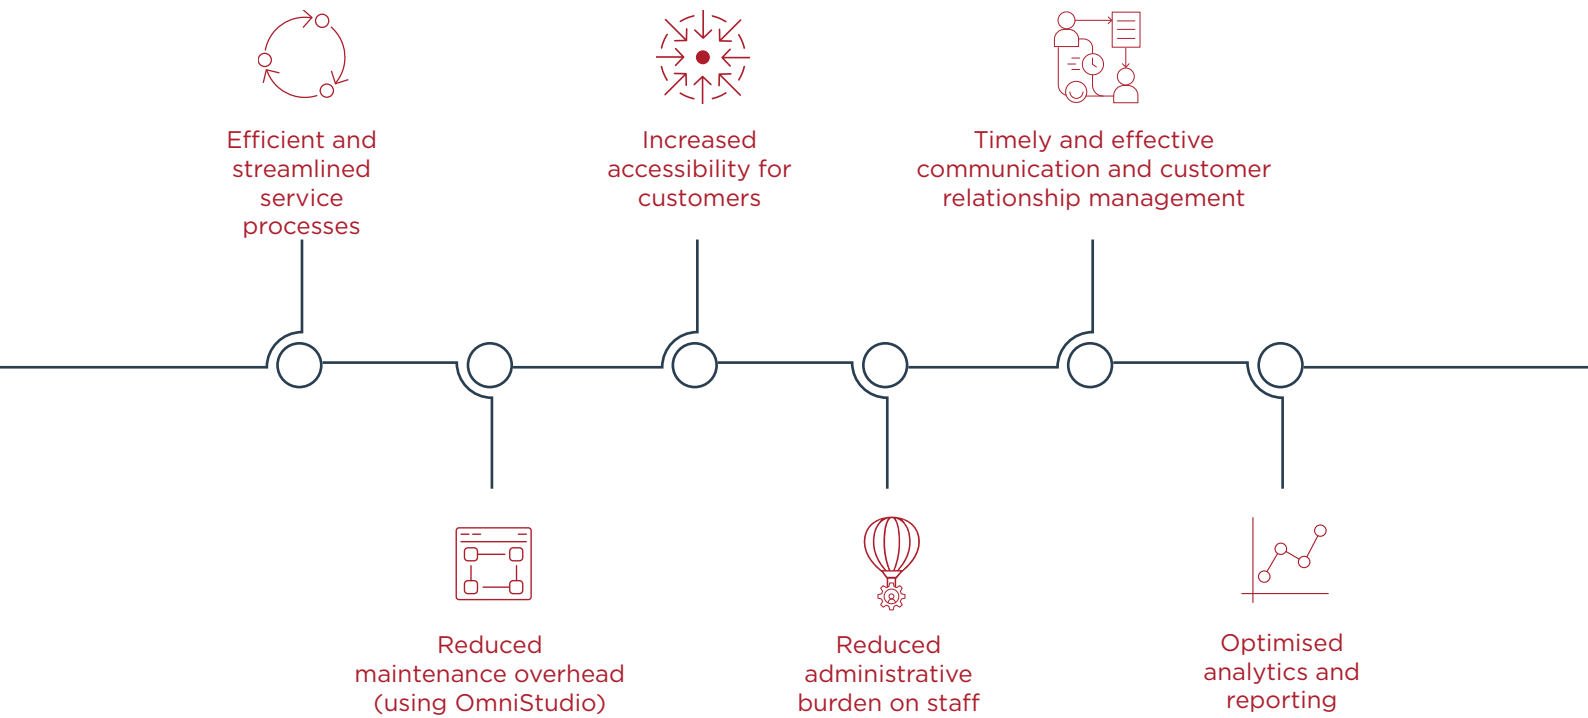 Efficient and
streamlined
service
processes
Increased
accessibility for
customers
Timely and effective
communication and customer
relationship management
Reduced
maintenance overhead
(using OmniStudio)
Reduced
administrative
burden on staff
Optimised
analytics and
reporting